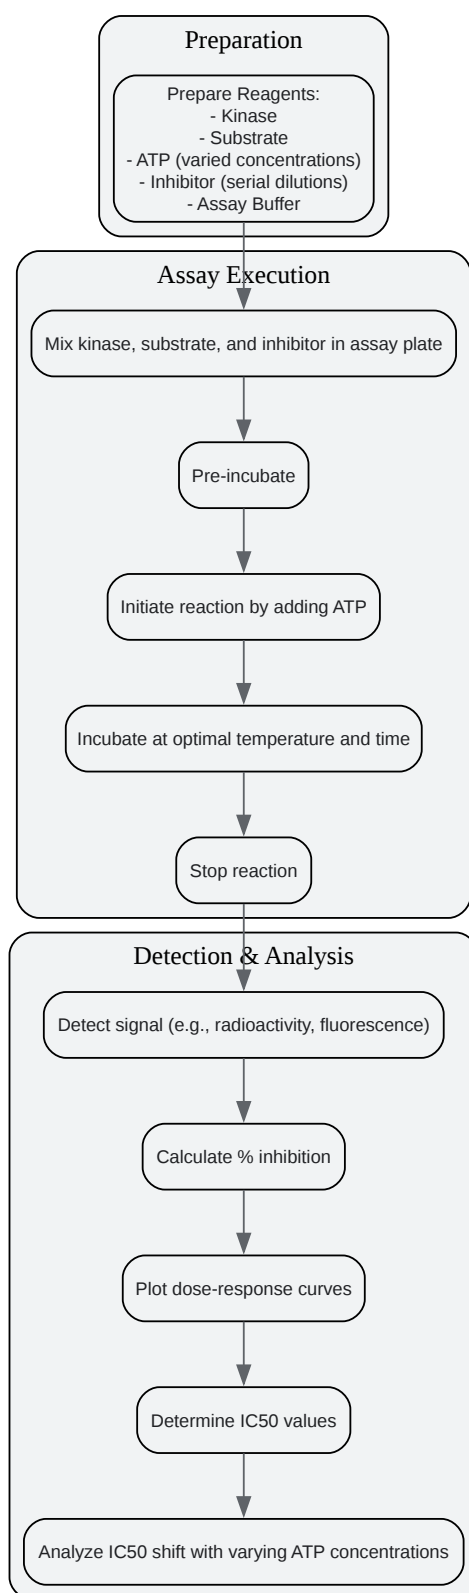 Preparation
Prepare Reagents:
- Kinase
- Substrate
- ATP (varied concentrations)
- Inhibitor (serial dilutions)
- Assay Buffer
Assay Execution
Mix kinase, substrate, and inhibitor in assay plate
Pre-incubate
Initiate reaction by adding ATP
Incubate at optimal temperature and time
Stop reaction
Detection & Analysis
Detect signal (e.g., radioactivity, fluorescence)
Calculate % inhibition
Plot dose-response curves
Determine IC50 values
Analyze IC50 shift with varying ATP concentrations